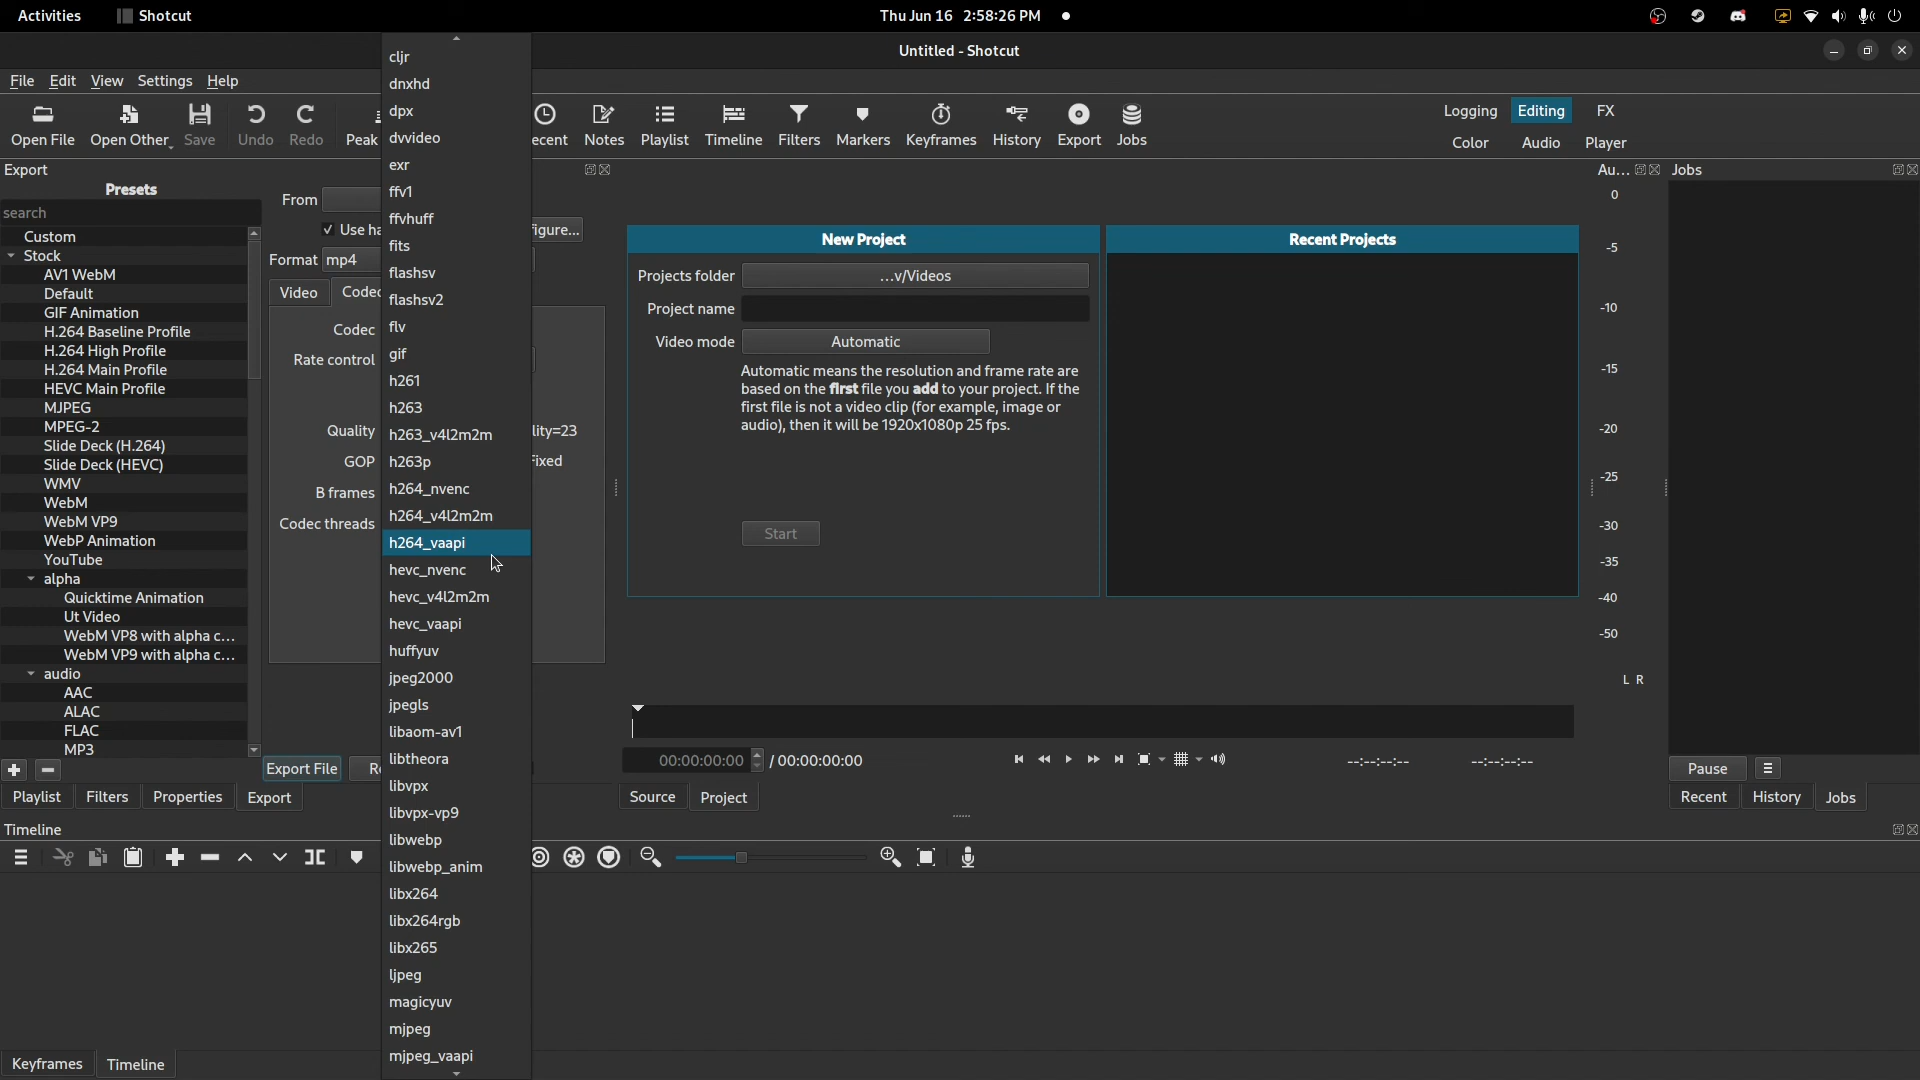 Activities Shotcut Thu Jun 16 2:58:26 PM
Untitled - Shotcut
File Edit View Settings Help
Open File Open Other... Save Undo Redo Peak ecent Notes Playlist Timeline Filters Markers Keyframes History Export Jobs
Logging Editing FX
Color Audio Player
Export
Presets
search
Custom
Stock
AV1 WebM
Default
GIF Animation
H.264 Baseline Profile
H.264 High Profile
H.264 Main Profile
HEVC Main Profile
MJPEG
MPEG-2
Slide Deck (H.264)
Slide Deck (HEVC)
WMV
WebM
WebM VP9
WebP Animation
YouTube
alpha
Quicktime Animation
Ut Video
WebM VP8 with alpha c...
WebM VP9 with alpha c...
audio
AAC
ALAC
FLAC
MP3
From
Use ha
igure...
Format mp4
Video Codec
Codec
Rate control
Quality
lity=23
GOP
Fixed
B frames
Codec threads
Export File Re
Playlist Filters Properties Export
cljr
dnxhd
dpx
dvvideo
exr
ffv1
ffvhuff
fits
flashsv
flashsv2
flv
gif
h261
h263
h263_v4l2m2m
h263p
h264_nvenc
h264_v4l2m2m
h264_vaapi
hevc_nvenc
hevc_v4l2m2m
hevc_vaapi
huffyuv
jpeg2000
jpegls
libaom-av1
libtheora
libvpx
libvpx-vp9
libwebp
libwebp_anim
libx264
libx264rgb
libx265
ljpeg
magicyuv
mjpeg
mjpeg_vaapi
New Project
Projects folder ...v/Videos
Project name
Video mode Automatic
Automatic means the resolution and frame rate are
based on the first file you add to your project. If the
first file is not a video clip (for example, image or
audio), then it will be 1920x1080p 25 fps.
Start
Recent Projects
00:00:00:00 / 00:00:00:00
--:--:--:-- --:--:--:--
Source Project
Au...
0
-5
-10
-15
-20
-25
-30
-35
-40
-50
L R
Jobs
Pause
Recent History Jobs
Timeline
Keyframes Timeline